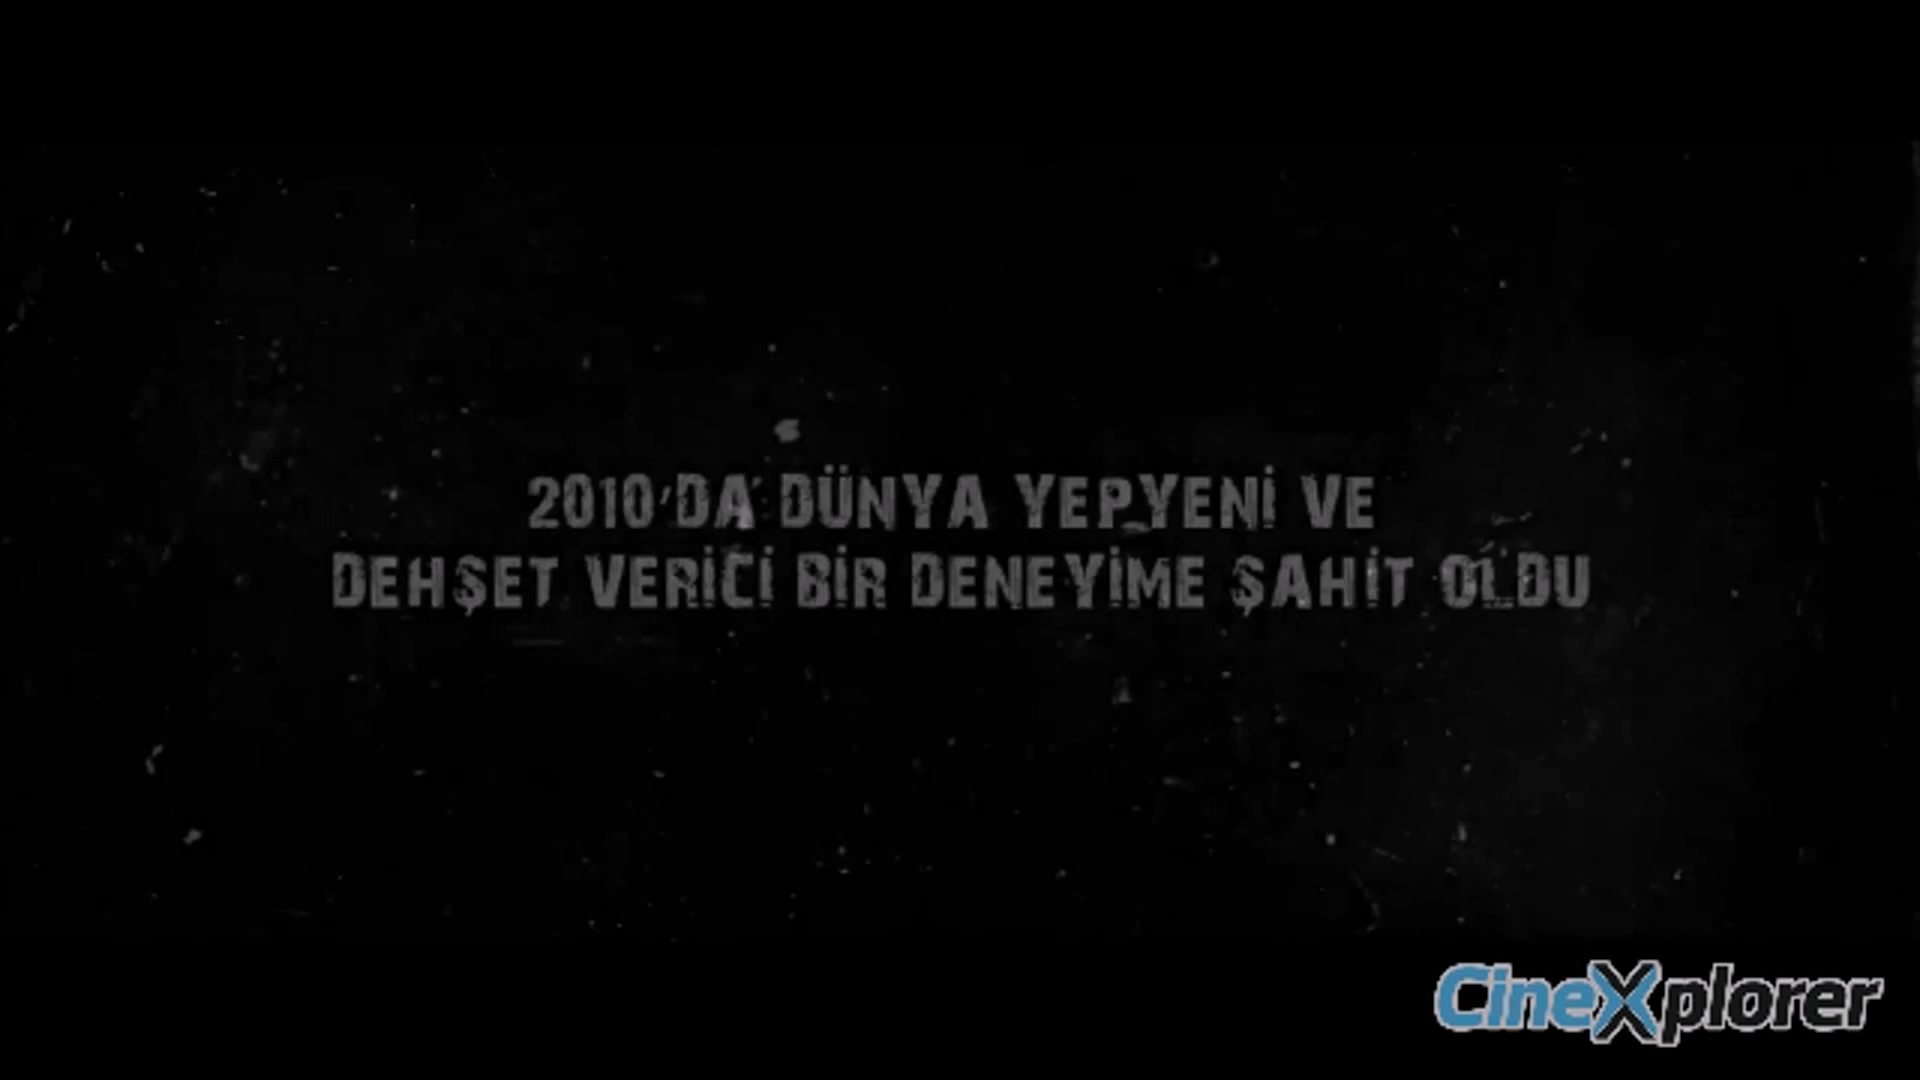 2010'DA DÜNYA YEPYENİ VE
DEHŞET VERİCİ BİR DENEYİME ŞAHİT OLDU
CineXplorer